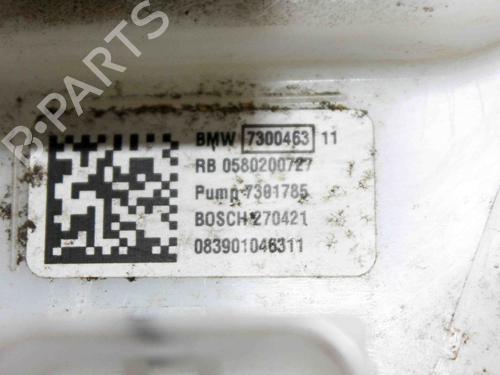 B-Parts
BMW 7300463 11
RB 0580200727
Pump 7301785
BOSCH 270421
083901046311